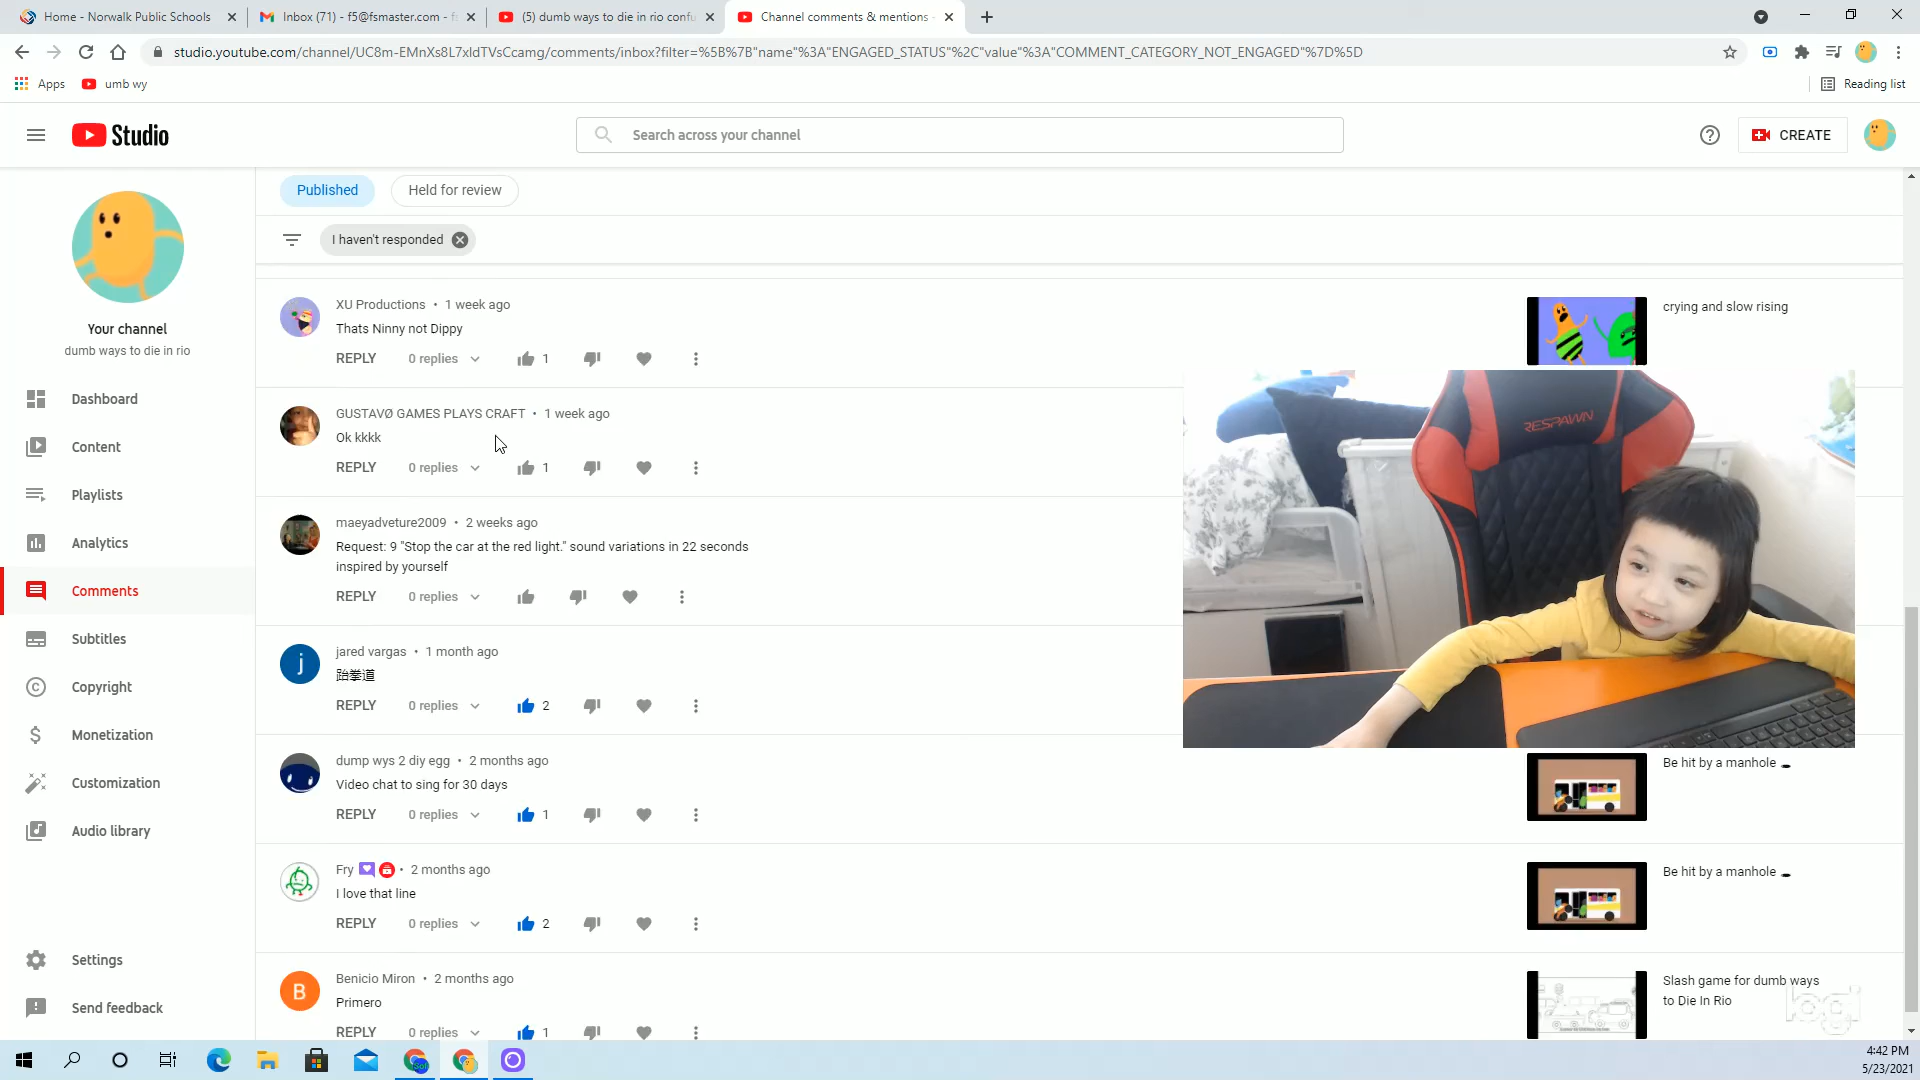 Home - Norwalk Public Schools
Inbox (71) - f5@fsmaster.com - fs
(5) dumb ways to die in rio confu
Channel comments & mentions -
studio.youtube.com/channel/UC8m-EMnXs8L7xldTVsCcamg/comments/inbox?filter=%5B%7B"name"%3A"ENGAGED_STATUS"%2C"value"%3A"COMMENT_CATEGORY_NOT_ENGAGED"%7D%5D
Apps
umb wy
Reading list
Studio
Search across your channel
CREATE
Your channel
dumb ways to die in rio
Dashboard
Content
Playlists
Analytics
Comments
Subtitles
Copyright
Monetization
Customization
Audio library
Settings
Send feedback
Published
Held for review
I haven't responded
XU Productions • 1 week ago
Thats Ninny not Dippy
REPLY 0 replies 1
crying and slow rising
GUSTAVØ GAMES PLAYS CRAFT • 1 week ago
Ok kkkk
REPLY 0 replies 1
maeyadveture2009 • 2 weeks ago
Request: 9 "Stop the car at the red light." sound variations in 22 seconds
inspired by yourself
REPLY 0 replies
j
jared vargas • 1 month ago
跆拳道
REPLY 0 replies 2
dump wys 2 diy egg • 2 months ago
Video chat to sing for 30 days
REPLY 0 replies 1
Be hit by a manhole
Fry • 2 months ago
I love that line
REPLY 0 replies 2
Be hit by a manhole
B
Benicio Miron • 2 months ago
Primero
REPLY 0 replies 1
Slash game for dumb ways
to Die In Rio
RESPAWN
logi
4:42 PM
5/23/2021